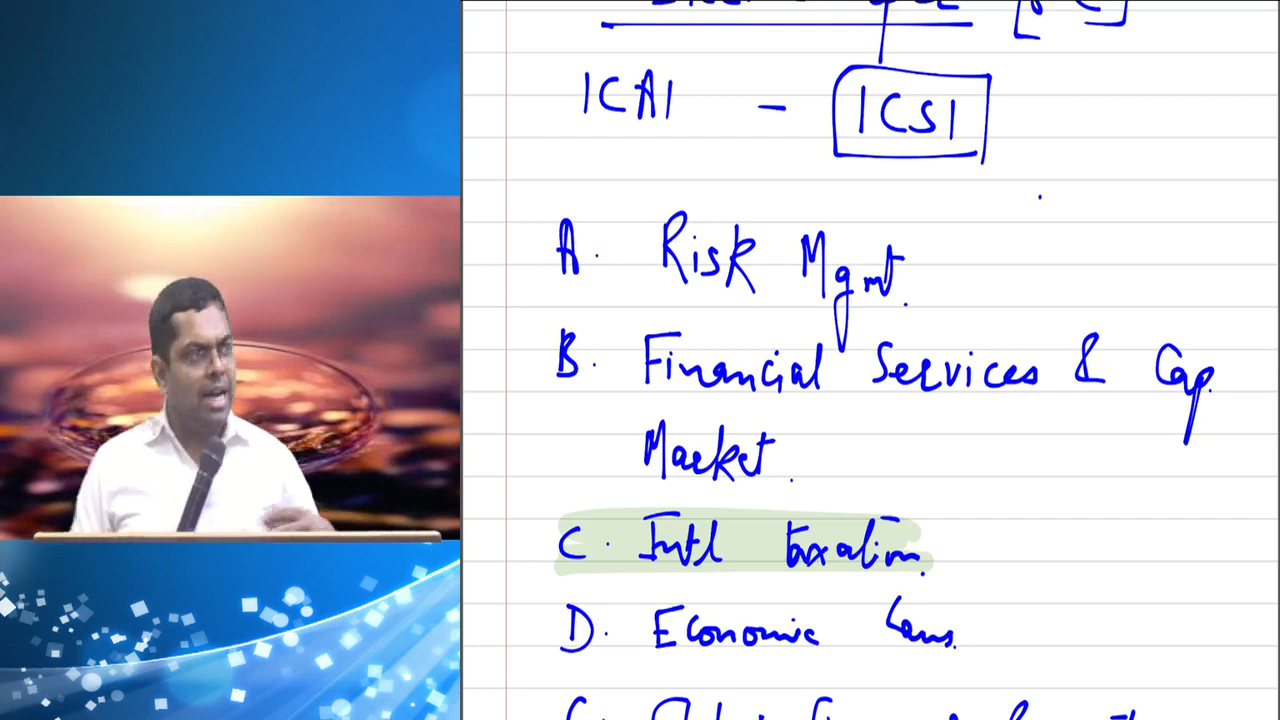 ICAI - ICSI
A. Risk Mgmt.
B. Financial Services & Cap.
Market.
C. Intl taxation.
D. Economic Laws.